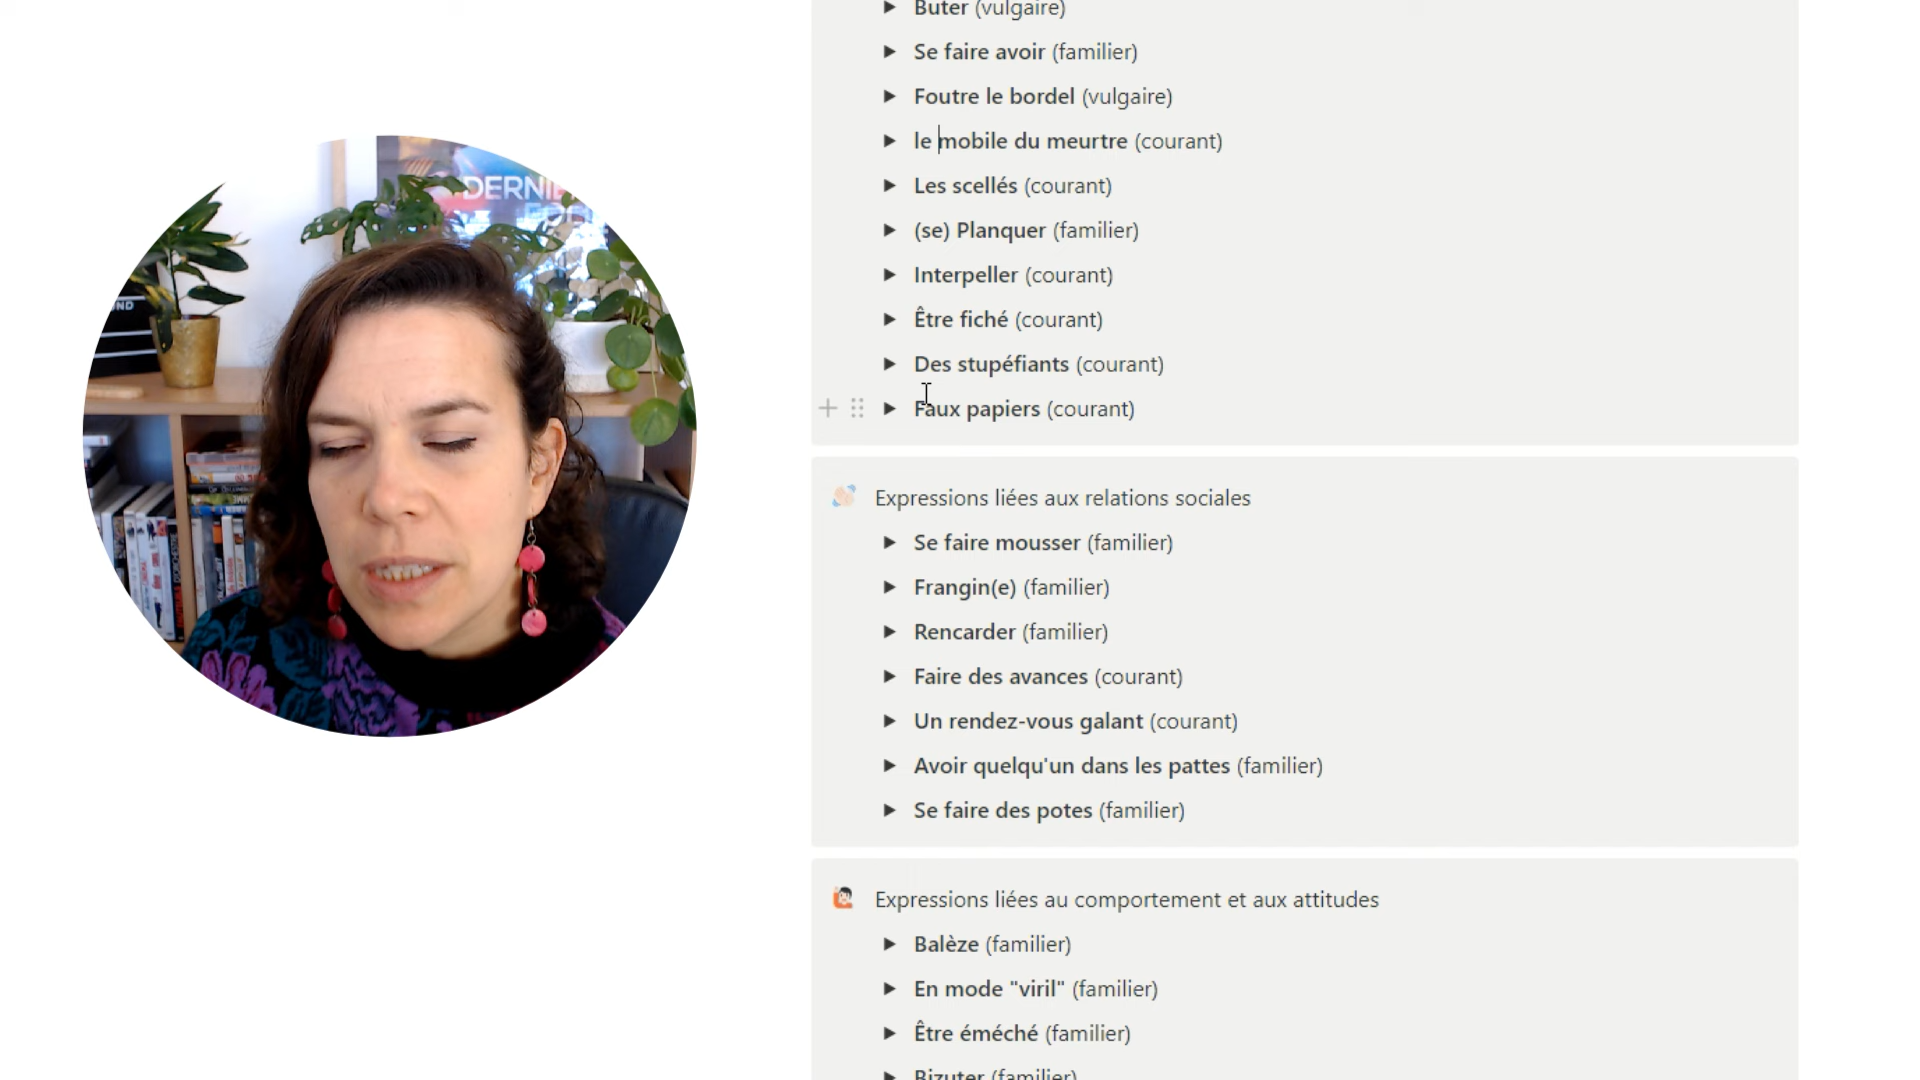 Buter (vulgaire)
Se faire avoir (familier)
Foutre le bordel (vulgaire)
le mobile du meurtre (courant)
Les scellés (courant)
(se) Planquer (familier)
Interpeller (courant)
Être fiché (courant)
Des stupéfiants (courant)
Faux papiers (courant)
Expressions liées aux relations sociales
Se faire mousser (familier)
Frangin(e) (familier)
Rencarder (familier)
Faire des avances (courant)
Un rendez-vous galant (courant)
Avoir quelqu'un dans les pattes (familier)
Se faire des potes (familier)
Expressions liées au comportement et aux attitudes
Balèze (familier)
En mode "viril" (familier)
Être éméché (familier)
Bizuter (familier)
DERNIE